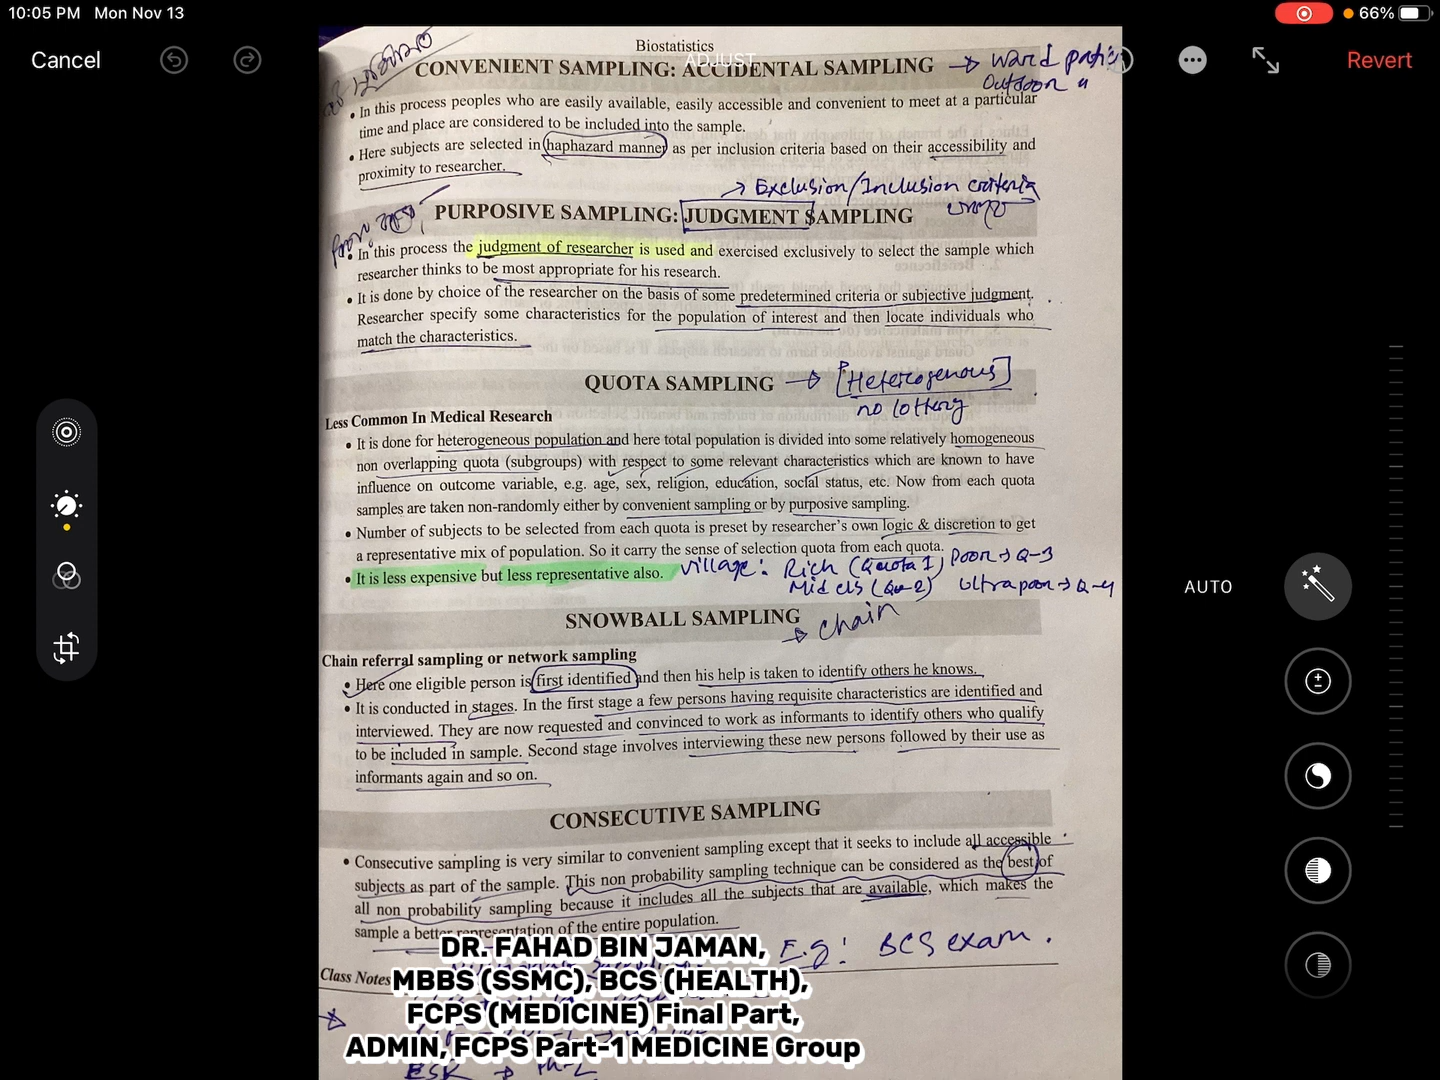 10:05 PM Mon Nov 13
66%
Cancel
ADJUST
Revert
Biostatistics
CONVENIENT SAMPLING: ACCIDENTAL SAMPLING
→ ward
Outdoor "
• In this process peoples who are easily available, easily accessible and convenient to meet at a particular
time and place are considered to be included into the sample.
• Here subjects are selected in haphazard manner as per inclusion criteria based on their accessibility and
proximity to researcher.
→ Exclusion/Inclusion criteria
PURPOSIVE SAMPLING: JUDGMENT SAMPLING
• In this process the judgment of researcher is used and exercised exclusively to select the sample which
researcher thinks to be most appropriate for his research.
• It is done by choice of the researcher on the basis of some predetermined criteria or subjective judgment.
Researcher specify some characteristics for the population of interest and then locate individuals who
match the characteristics.
QUOTA SAMPLING → [Heterogenous]
no lottery
Less Common In Medical Research
• It is done for heterogeneous population and here total population is divided into some relatively homogeneous
non overlapping quota (subgroups) with respect to some relevant characteristics which are known to have
influence on outcome variable, e.g. age, sex, religion, education, social status, etc. Now from each quota
samples are taken non-randomly either by convenient sampling or by purposive sampling.
• Number of subjects to be selected from each quota is preset by researcher's own logic & discretion to get
a representative mix of population. So it carry the sense of selection quota from each quota.
• It is less expensive but less representative also.
village: Rich (Quota 1) Poor → Q-3
Mid cls (Qu-2) Ultrapoor → Q-4
SNOWBALL SAMPLING
→ chain
Chain referral sampling or network sampling
• Here one eligible person is first identified and then his help is taken to identify others he knows.
• It is conducted in stages. In the first stage a few persons having requisite characteristics are identified and
interviewed. They are now requested and convinced to work as informants to identify others who qualify
to be included in sample. Second stage involves interviewing these new persons followed by their use as
informants again and so on.
CONSECUTIVE SAMPLING
• Consecutive sampling is very similar to convenient sampling except that it seeks to include all accessible
subjects as part of the sample. This non probability sampling technique can be considered as the best of
all non probability sampling because it includes all the subjects that are available, which makes the
sample a better representation of the entire population.
E.g: BCS exam.
Class Notes
DR. FAHAD BIN JAMAN,
MBBS (SSMC), BCS (HEALTH),
FCPS (MEDICINE) Final Part,
ADMIN, FCPS Part-1 MEDICINE Group
AUTO